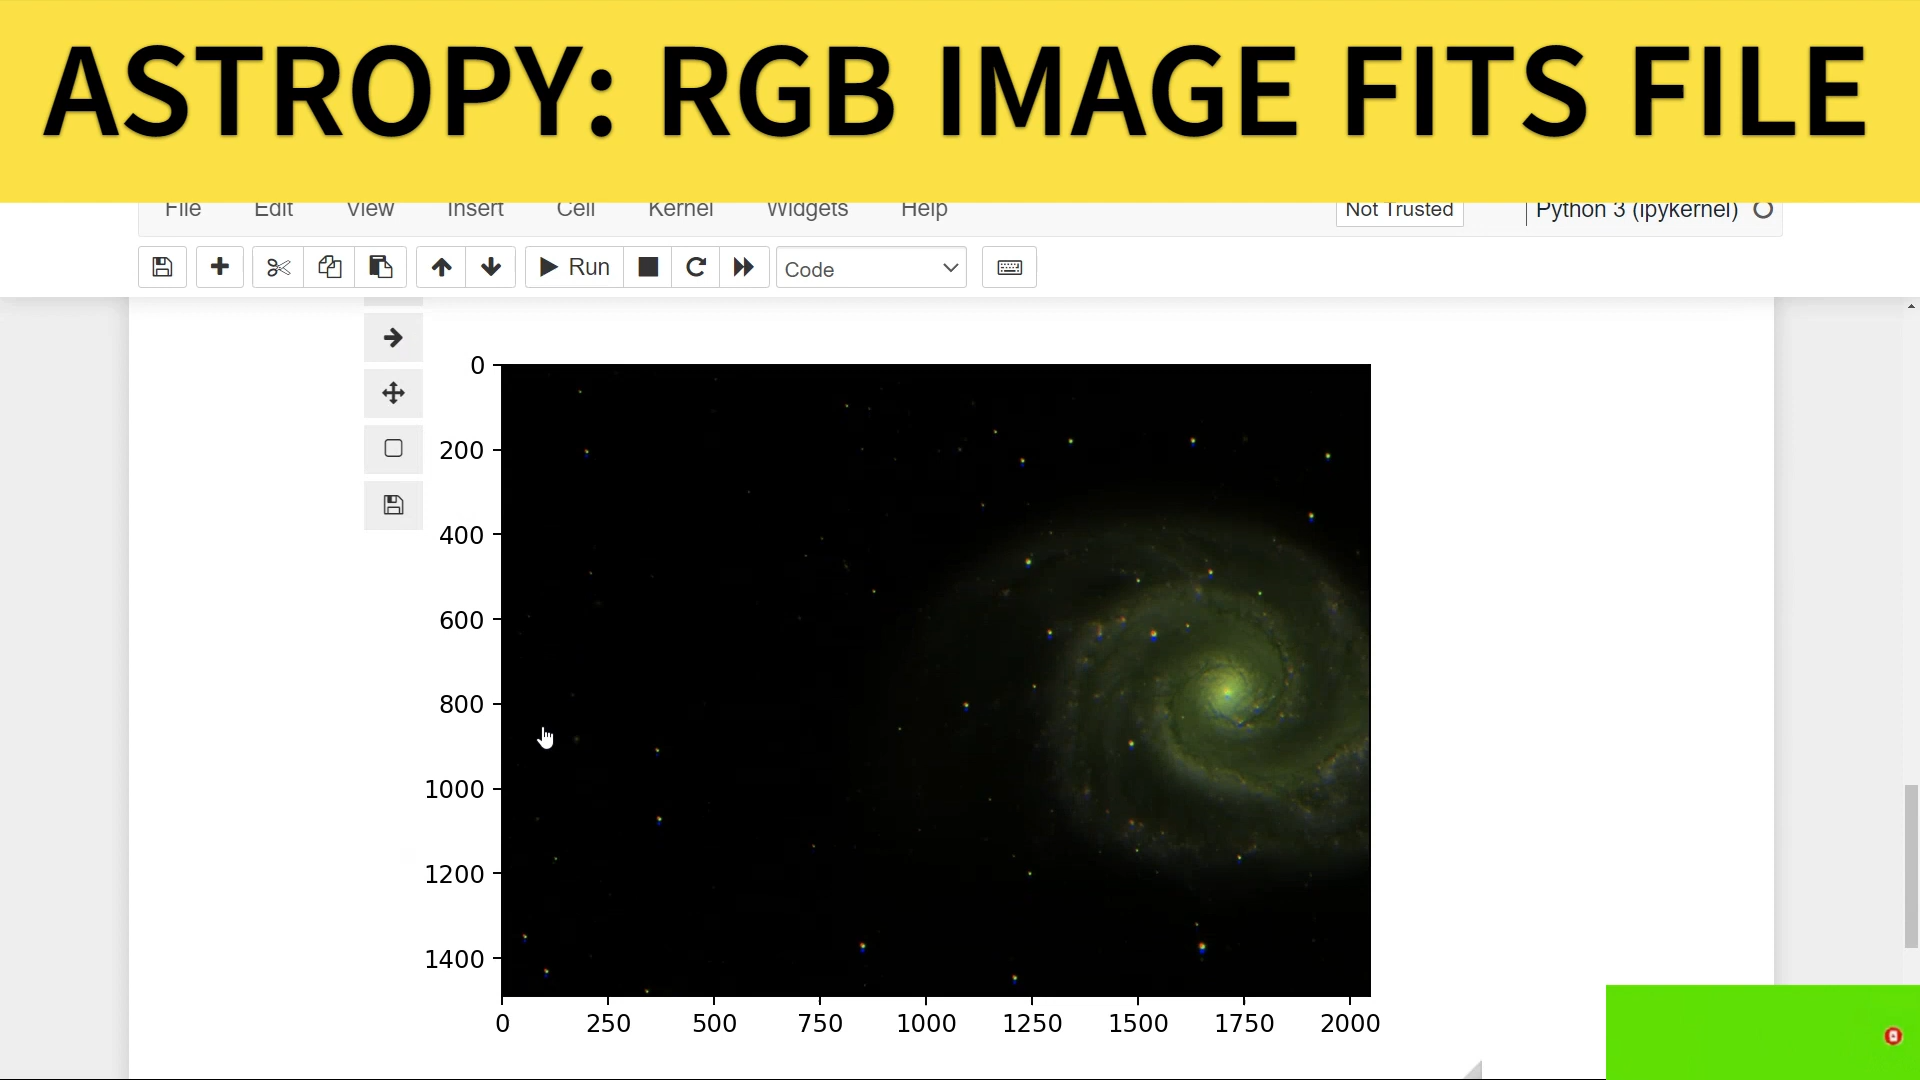 ASTROPY: RGB IMAGE FITS FILE
File Edit View Insert Cell Kernel Widgets Help Not Trusted Python 3 (ipykernel)
Run Code
0
200
400
600
800
1000
1200
1400
0 250 500 750 1000 1250 1500 1750 2000